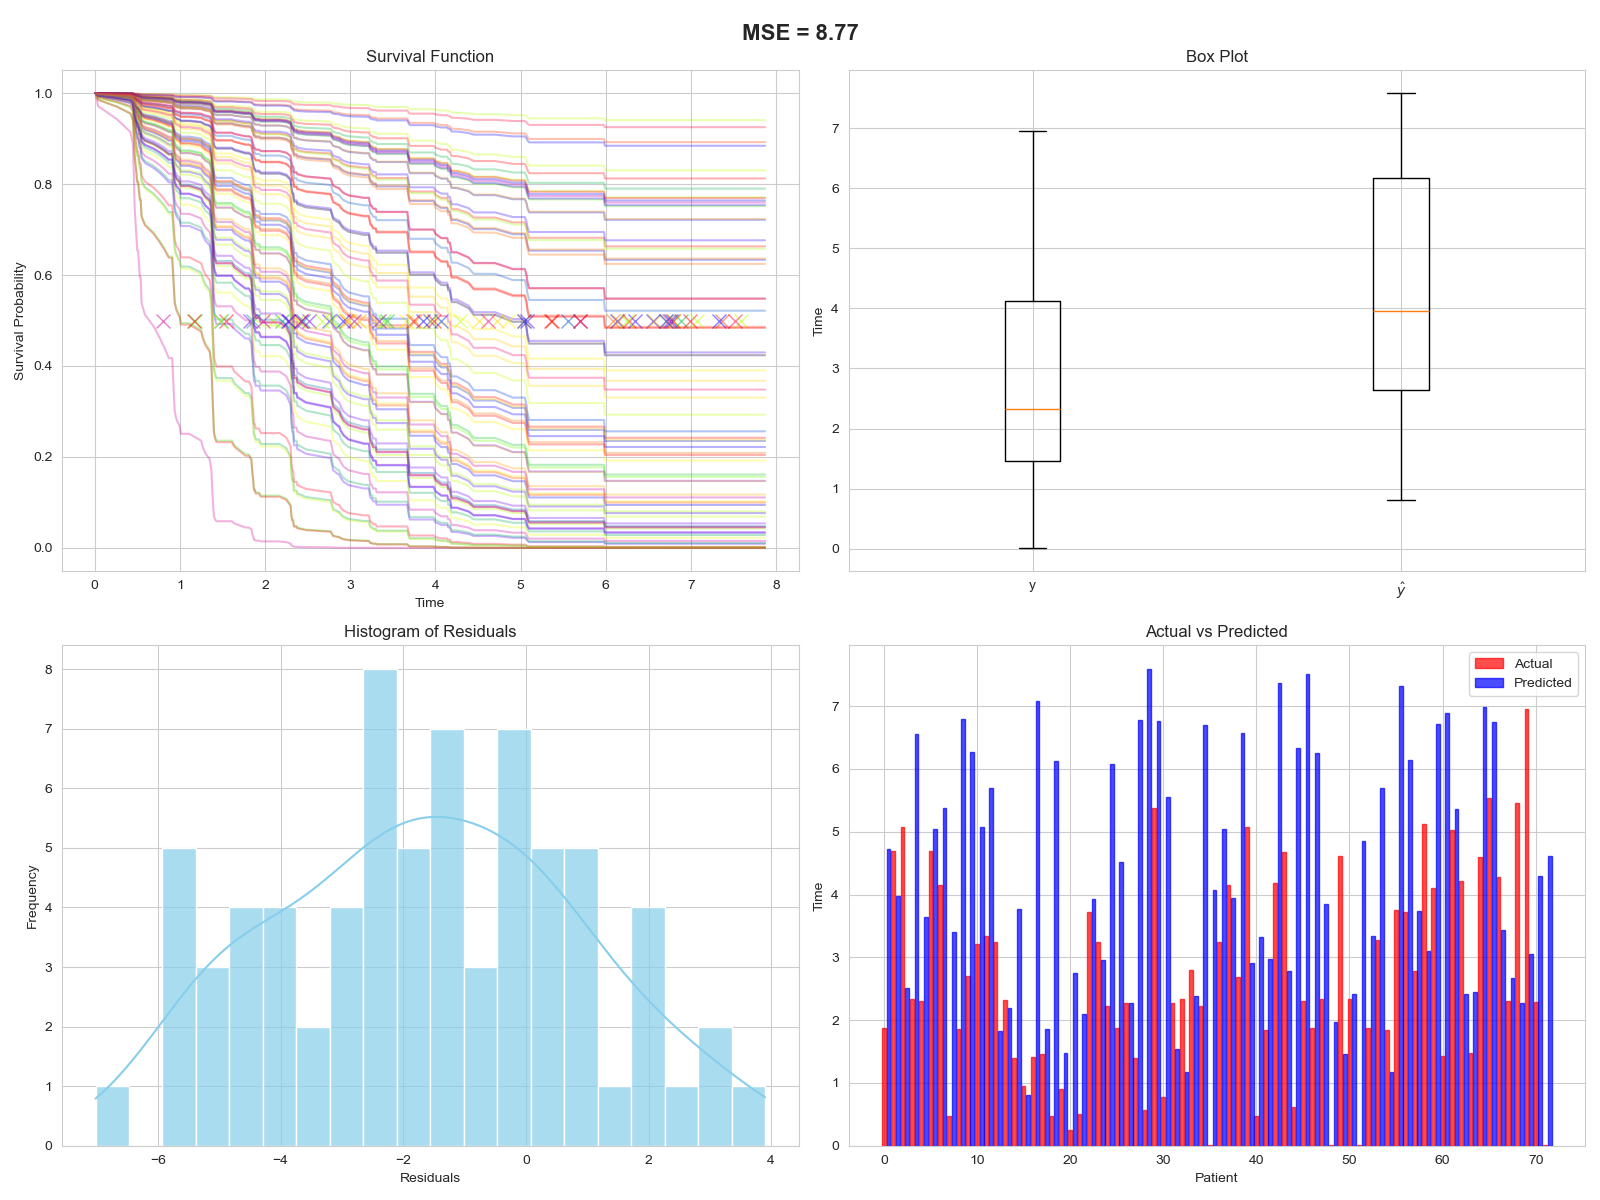 MSE = 8.77
Survival Function
1.0
0.8
0.6
0.4
0.2
0.0
Survival Probability
0 1 2 3 4 5 6 7 8
Time
Box Plot
7
6
5
4
3
2
1
0
Time
y ŷ
Histogram of Residuals
8
7
6
5
4
3
2
1
0
Frequency
−6 −4 −2 0 2 4
Residuals
Actual vs Predicted
Actual
Predicted
7
6
5
4
3
2
1
0
Time
0 10 20 30 40 50 60 70
Patient